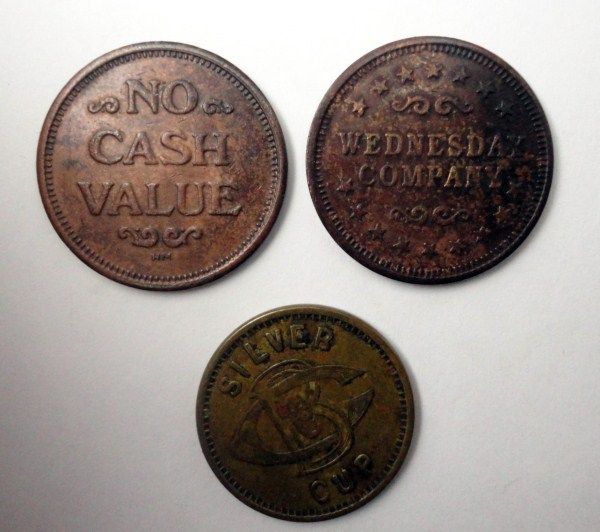 NO
CASH
VALUE
WEDNESDAY
COMPANY
SILVER
CUP